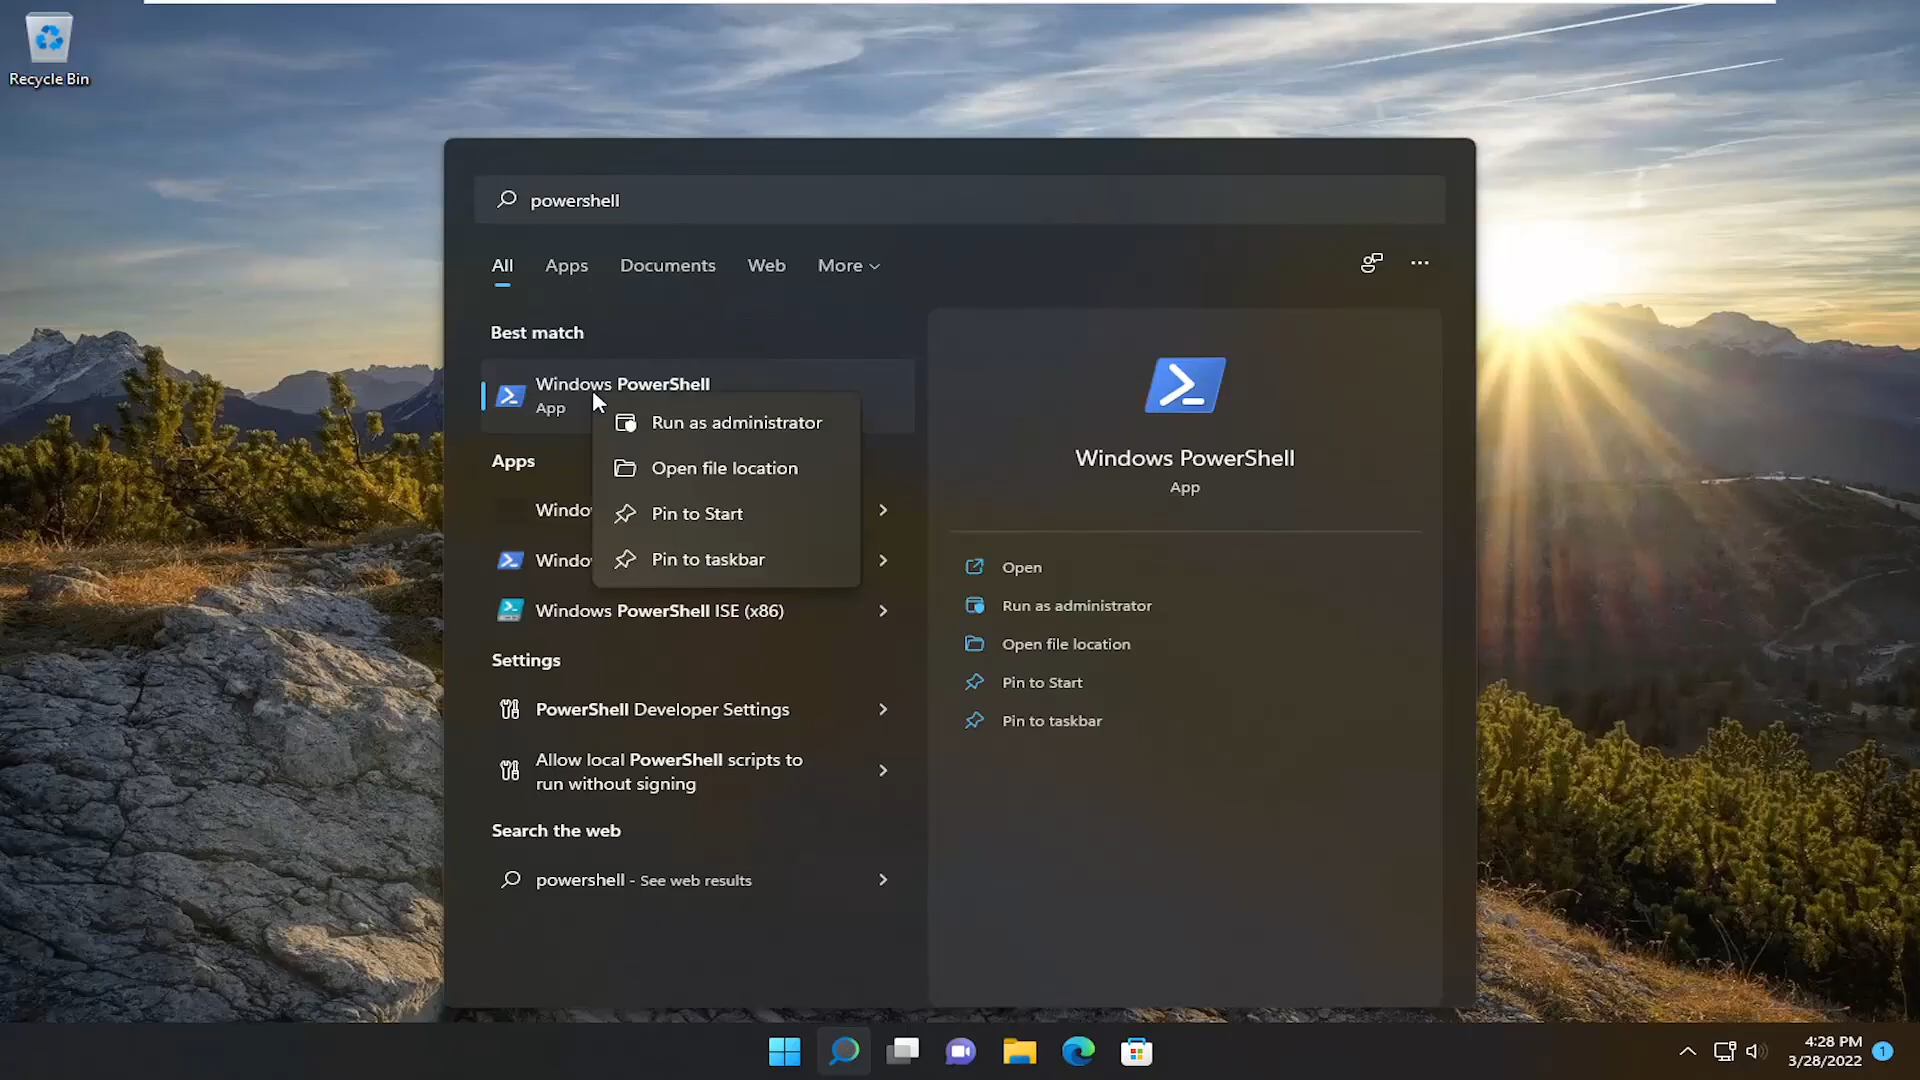 Recycle Bin
powershell
All Apps Documents Web More
Best match
Windows PowerShell
App
Run as administrator
Open file location
Pin to Start
Pin to taskbar
Apps
Windows PowerShell ISE (x86)
Settings
PowerShell Developer Settings
Allow local PowerShell scripts to
run without signing
Search the web
powershell - See web results
Windows PowerShell
App
Open
Run as administrator
Open file location
Pin to Start
Pin to taskbar
4:28 PM
3/28/2022
1